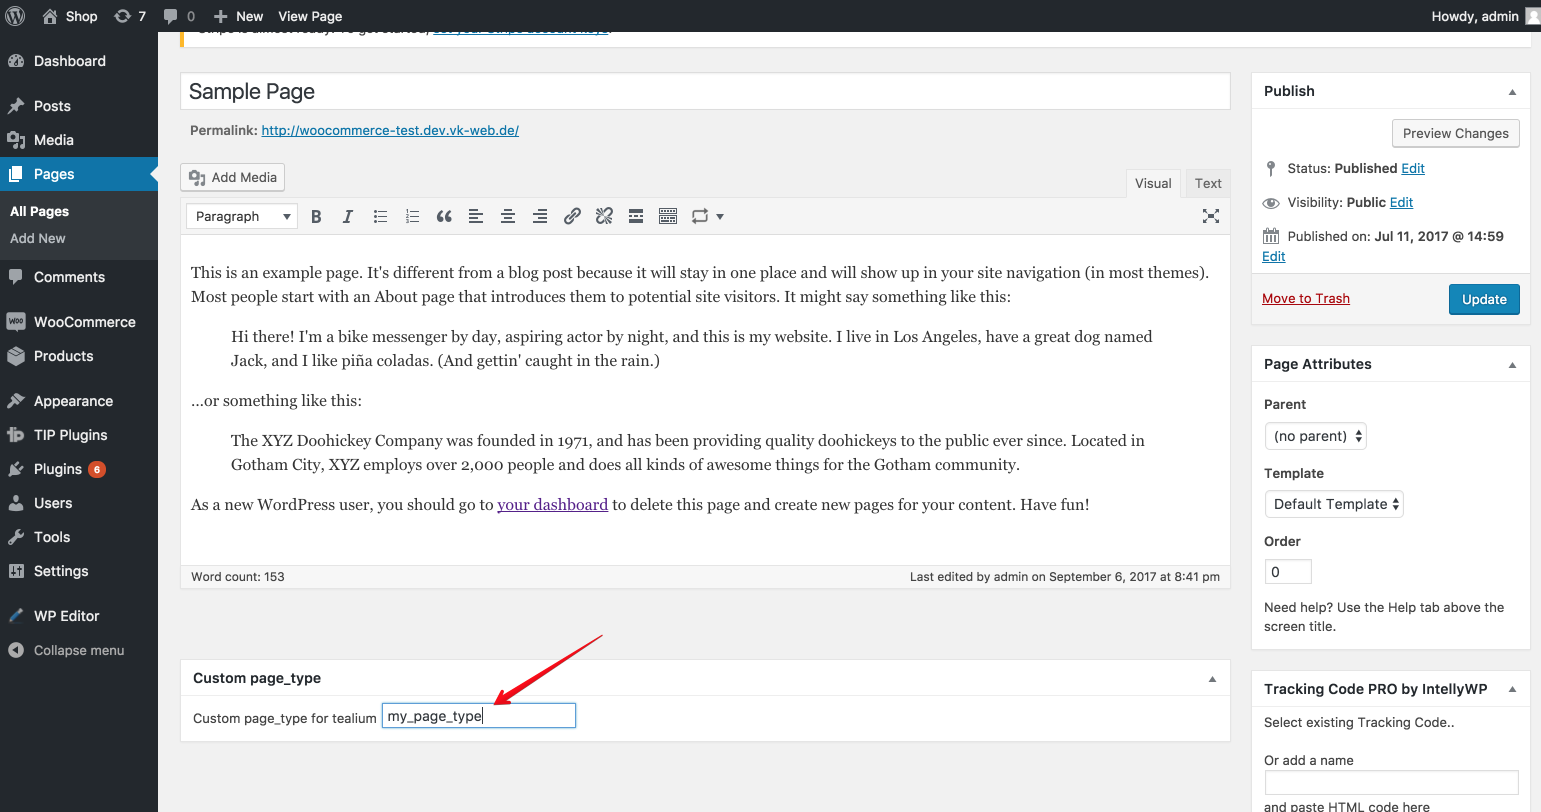 Shop 7 0 New View Page Howdy, admin
set your Stripe account keys.
Dashboard
Posts
Media
Pages
All Pages
Add New
Comments
WooCommerce
Products
Appearance
TIP Plugins
Plugins 6
Users
Tools
Settings
WP Editor
Collapse menu
Sample Page
Permalink: http://woocommerce-test.dev.vk-web.de/
Add Media
Visual Text
Paragraph
This is an example page. It's different from a blog post because it will stay in one place and will show up in your site navigation (in most themes).
Most people start with an About page that introduces them to potential site visitors. It might say something like this:
Hi there! I'm a bike messenger by day, aspiring actor by night, and this is my website. I live in Los Angeles, have a great dog named
Jack, and I like piña coladas. (And gettin' caught in the rain.)
...or something like this:
The XYZ Doohickey Company was founded in 1971, and has been providing quality doohickeys to the public ever since. Located in
Gotham City, XYZ employs over 2,000 people and does all kinds of awesome things for the Gotham community.
As a new WordPress user, you should go to your dashboard to delete this page and create new pages for your content. Have fun!
Word count: 153
Last edited by admin on September 6, 2017 at 8:41 pm
Custom page_type
Custom page_type for tealium my_page_type
Publish
Preview Changes
Status: Published Edit
Visibility: Public Edit
Published on: Jul 11, 2017 @ 14:59
Edit
Move to Trash
Update
Page Attributes
Parent
(no parent)
Template
Default Template
Order
0
Need help? Use the Help tab above the
screen title.
Tracking Code PRO by IntellyWP
Select existing Tracking Code..
Or add a name
and paste HTML code here